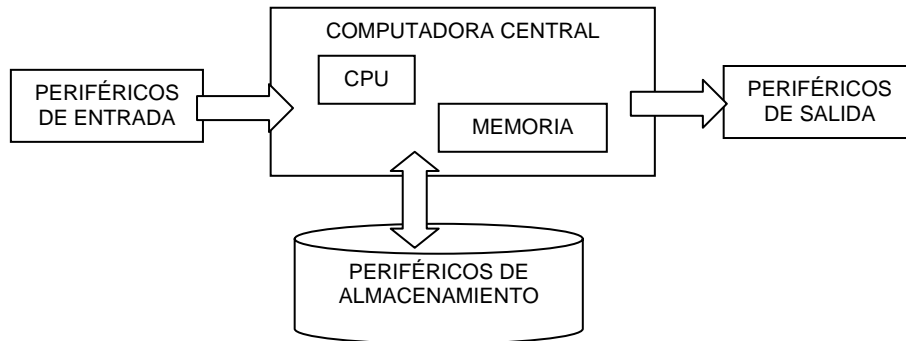 COMPUTADORA CENTRAL
CPU
MEMORIA
PERIFÉRICOS
DE ENTRADA
PERIFÉRICOS
DE SALIDA
PERIFÉRICOS DE
ALMACENAMIENTO